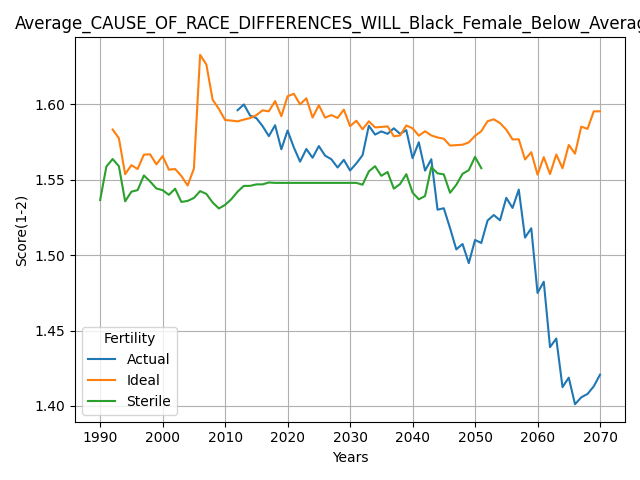 Average_CAUSE_OF_RACE_DIFFERENCES_WILL_Black_Female_Below_Averag
Score(1-2)
1.60
1.55
1.50
1.45
1.40
Fertility
Actual
Ideal
Sterile
1990 2000 2010 2020 2030 2040 2050 2060 2070
Years